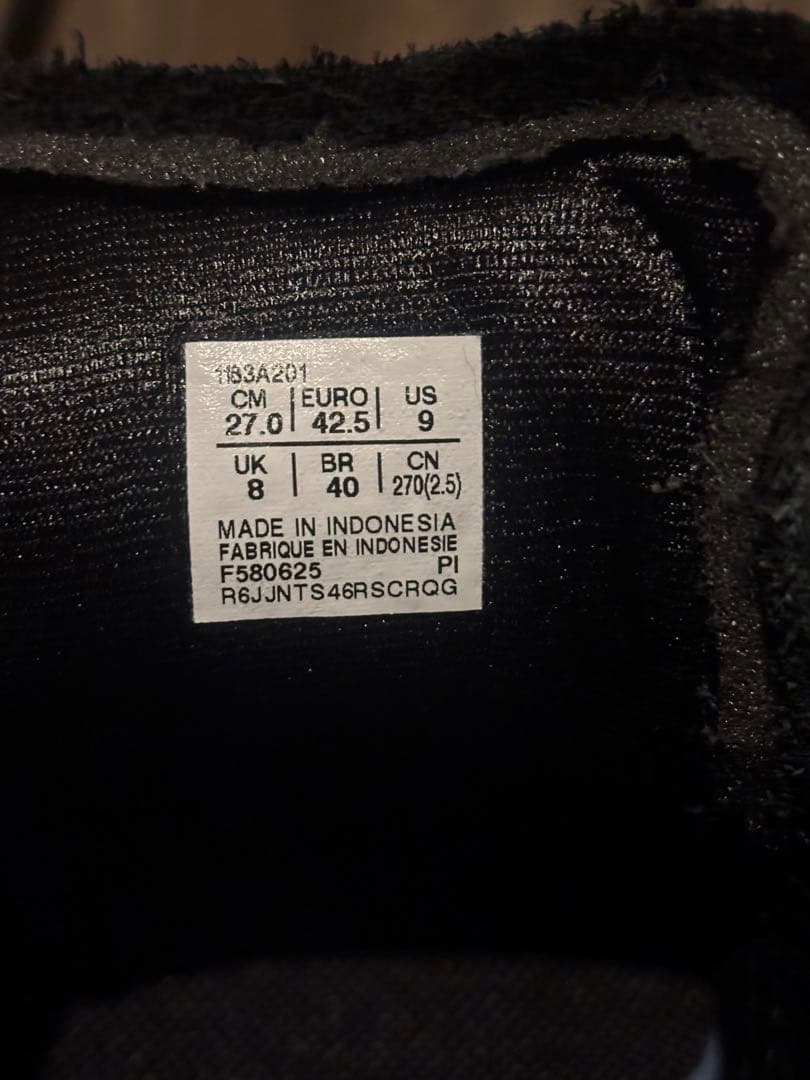 1183A201
CM | EURO | US
27.0 | 42.5 | 9
UK | BR | CN
8 | 40 | 270(2.5)
MADE IN INDONESIA
FABRIQUE EN INDONESIE
F580625 PI
R6JJNTS46RSCRQG